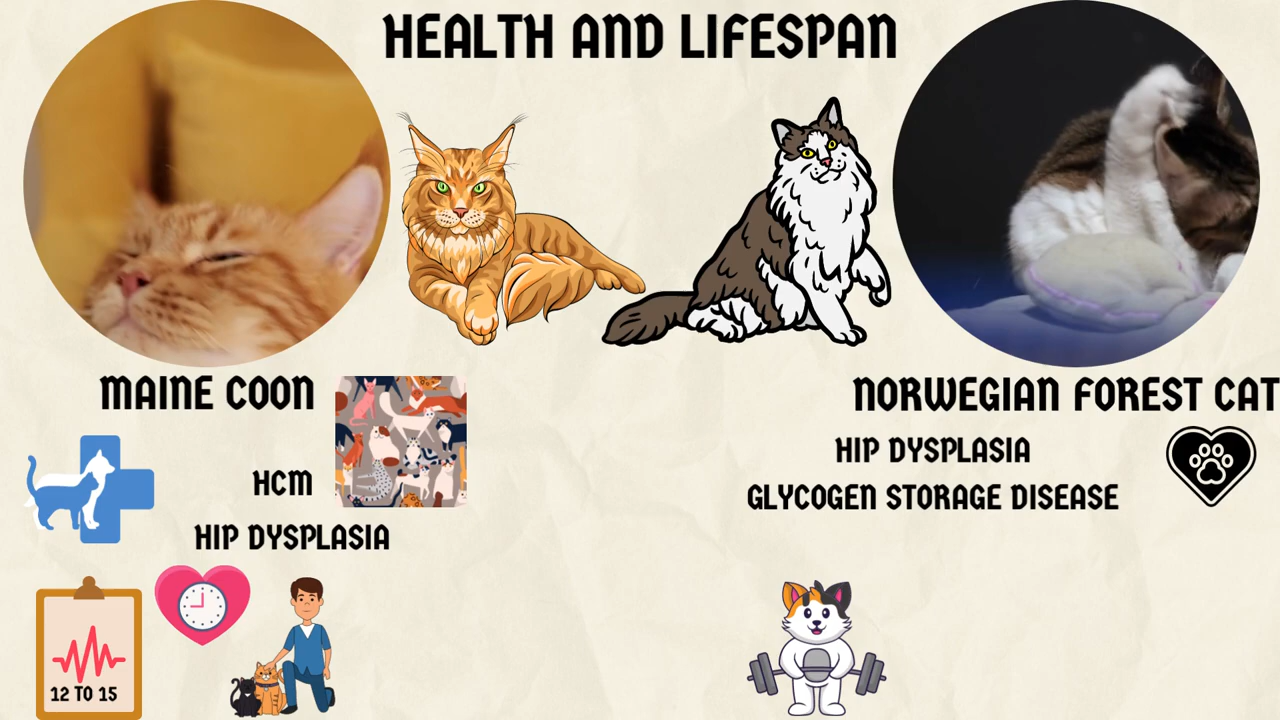 HEALTH AND LIFESPAN
MAINE COON
HCM
HIP DYSPLASIA
12 TO 15
NORWEGIAN FOREST CAT
HIP DYSPLASIA
GLYCOGEN STORAGE DISEASE